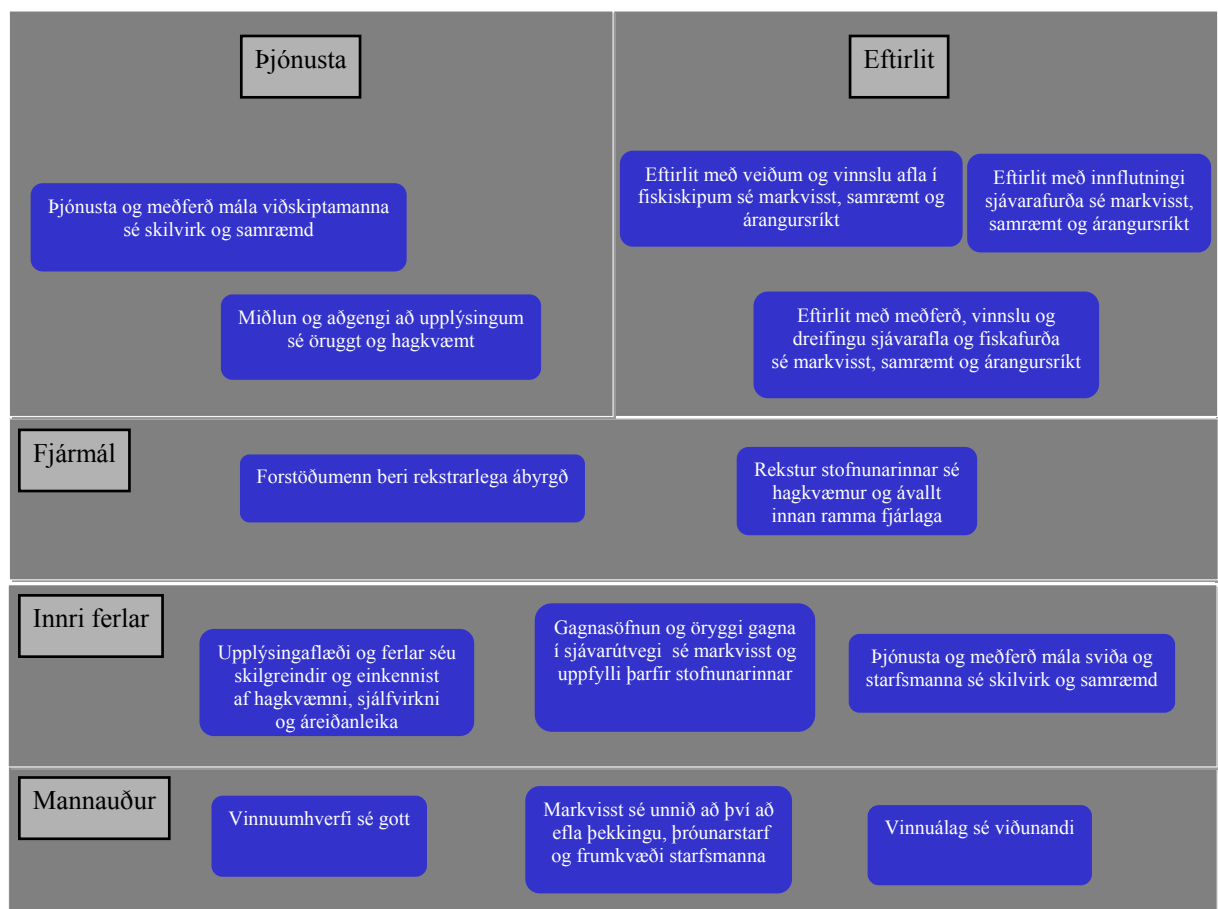 Þjónusta
Þjónusta og meðferð mála viðskiptamanna
sé skilvirk og samræmd
Miðlun og aðgengi að upplýsingum
sé öruggt og hagkvæmt
Eftirlit
Eftirlit með veiðum og vinnslu afla í
fiskiskipum sé markvisst, samræmt og
árangursríkt
Eftirlit með innflutningi
sjávarafurða sé markvisst,
samræmt og árangursríkt
Eftirlit með meðferð, vinnslu og
dreifingu sjávarafla og fiskafurða
sé markvisst, samræmt og árangursríkt
Fjármál
Forstöðumenn beri rekstrarlega ábyrgð
Rekstur stofnunarinnar sé
hagkvæmur og ávallt
innan ramma fjárlaga
Innri ferlar
Upplýsingaflæði og ferlar séu
skilgreindir og einkennist
af hagkvæmni, sjálfvirkni
og áreiðanleika
Gagnasöfnun og öryggi gagna
í sjávarútvegi sé markvisst og
uppfylli þarfir stofnunarinnar
Þjónusta og meðferð mála sviða og
starfsmanna sé skilvirk og samræmd
Mannauður
Vinnuumhverfi sé gott
Markvisst sé unnið að því að
efla þekkingu, þróunarstarf
og frumkvæði starfsmanna
Vinnuálag sé viðunandi